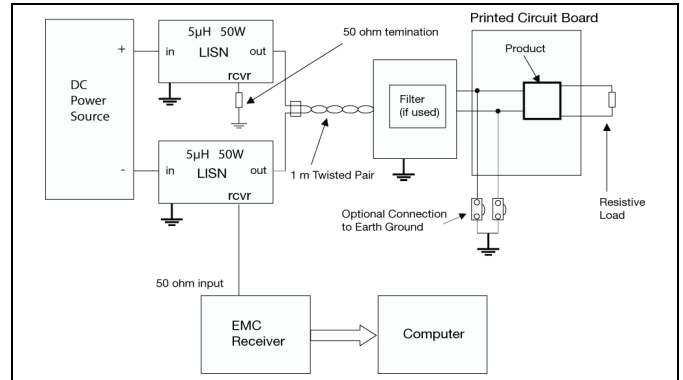 Printed Circuit Board
5µH 50W
LISN
in
out
rcvr
50 ohm temination
Product
+
DC
Power
Source
-
Filter
(if used)
5µH 50W
LISN
in
out
rcvr
1 m Twisted Pair
Optional Connection
to Earth Ground
Resistive
Load
50 ohm input
EMC
Receiver
Computer